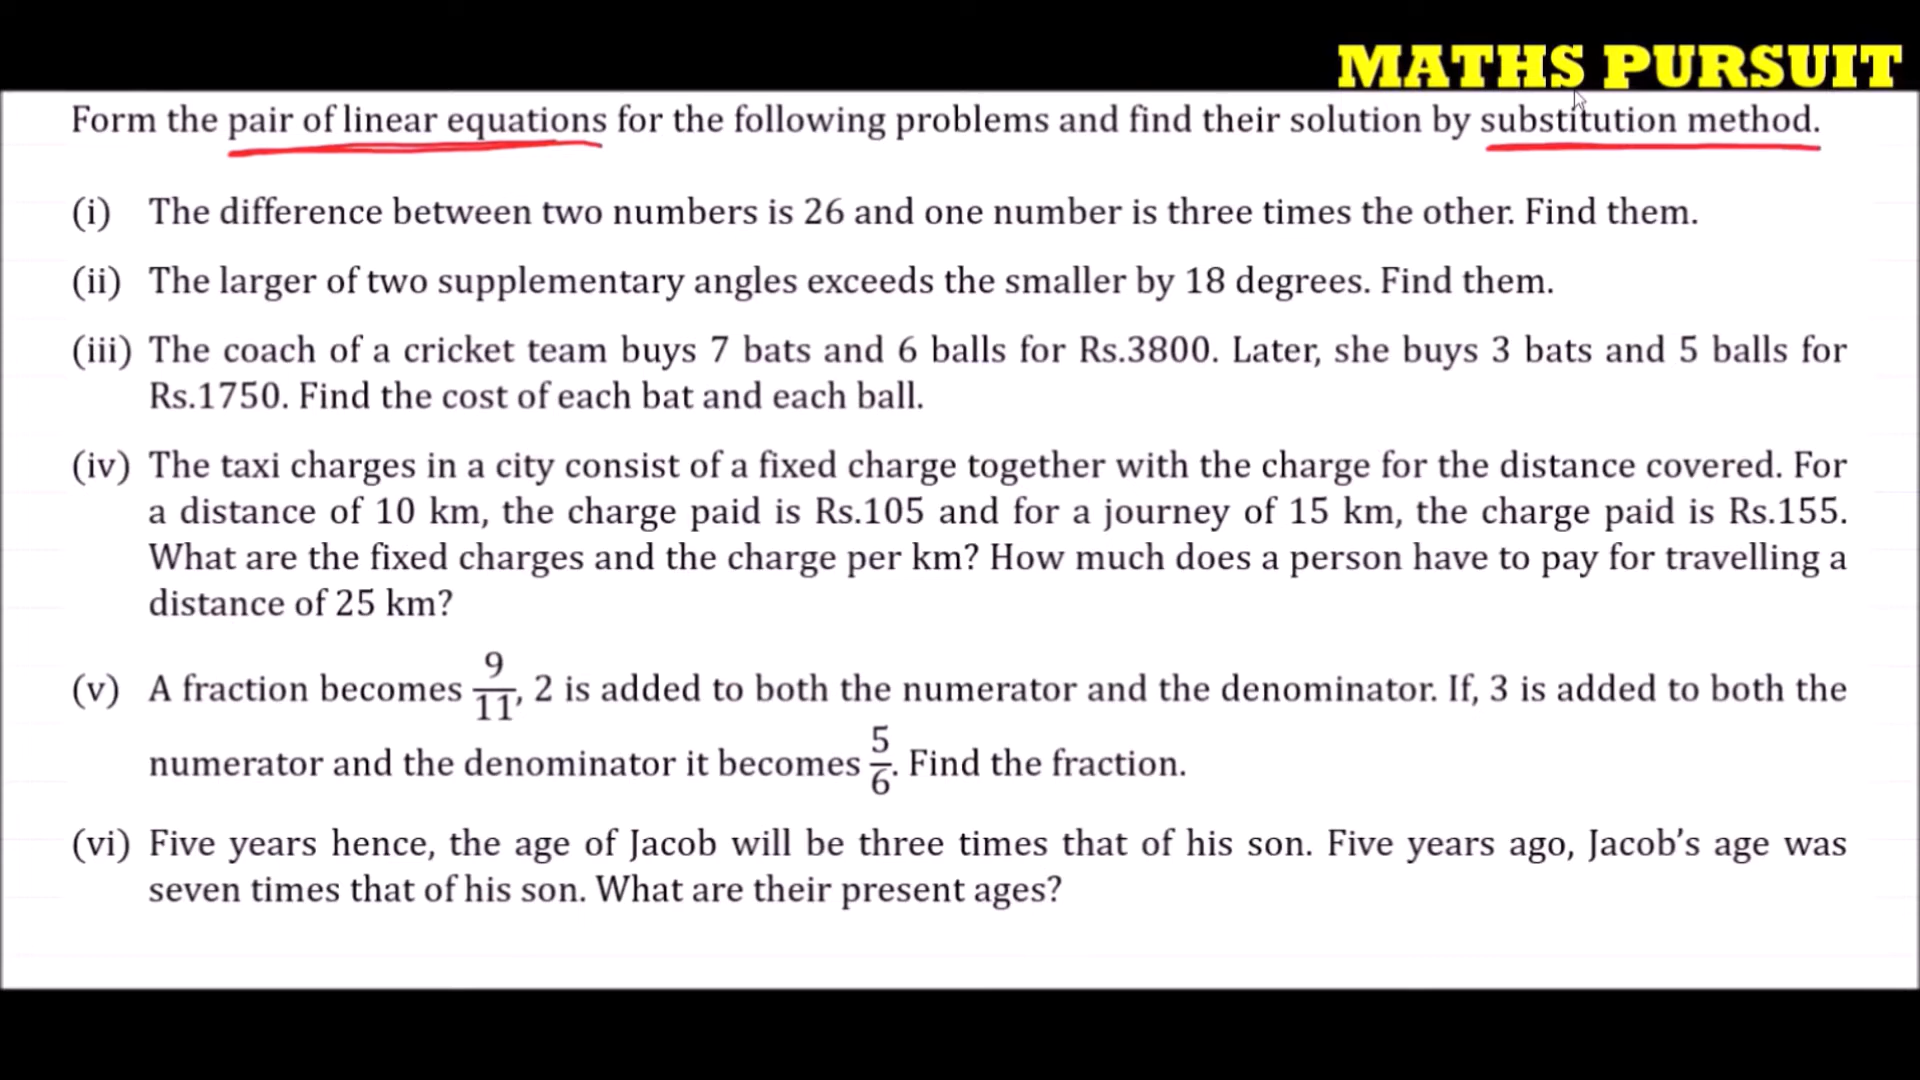 MATHS PURSUIT
Form the pair of linear equations for the following problems and find their solution by substitution method.
(i) The difference between two numbers is 26 and one number is three times the other. Find them.
(ii) The larger of two supplementary angles exceeds the smaller by 18 degrees. Find them.
(iii) The coach of a cricket team buys 7 bats and 6 balls for Rs.3800. Later, she buys 3 bats and 5 balls for
Rs.1750. Find the cost of each bat and each ball.
(iv) The taxi charges in a city consist of a fixed charge together with the charge for the distance covered. For
a distance of 10 km, the charge paid is Rs.105 and for a journey of 15 km, the charge paid is Rs.155.
What are the fixed charges and the charge per km? How much does a person have to pay for travelling a
distance of 25 km?
(v) A fraction becomes 9/11, 2 is added to both the numerator and the denominator. If, 3 is added to both the
numerator and the denominator it becomes 5/6. Find the fraction.
(vi) Five years hence, the age of Jacob will be three times that of his son. Five years ago, Jacob’s age was
seven times that of his son. What are their present ages?